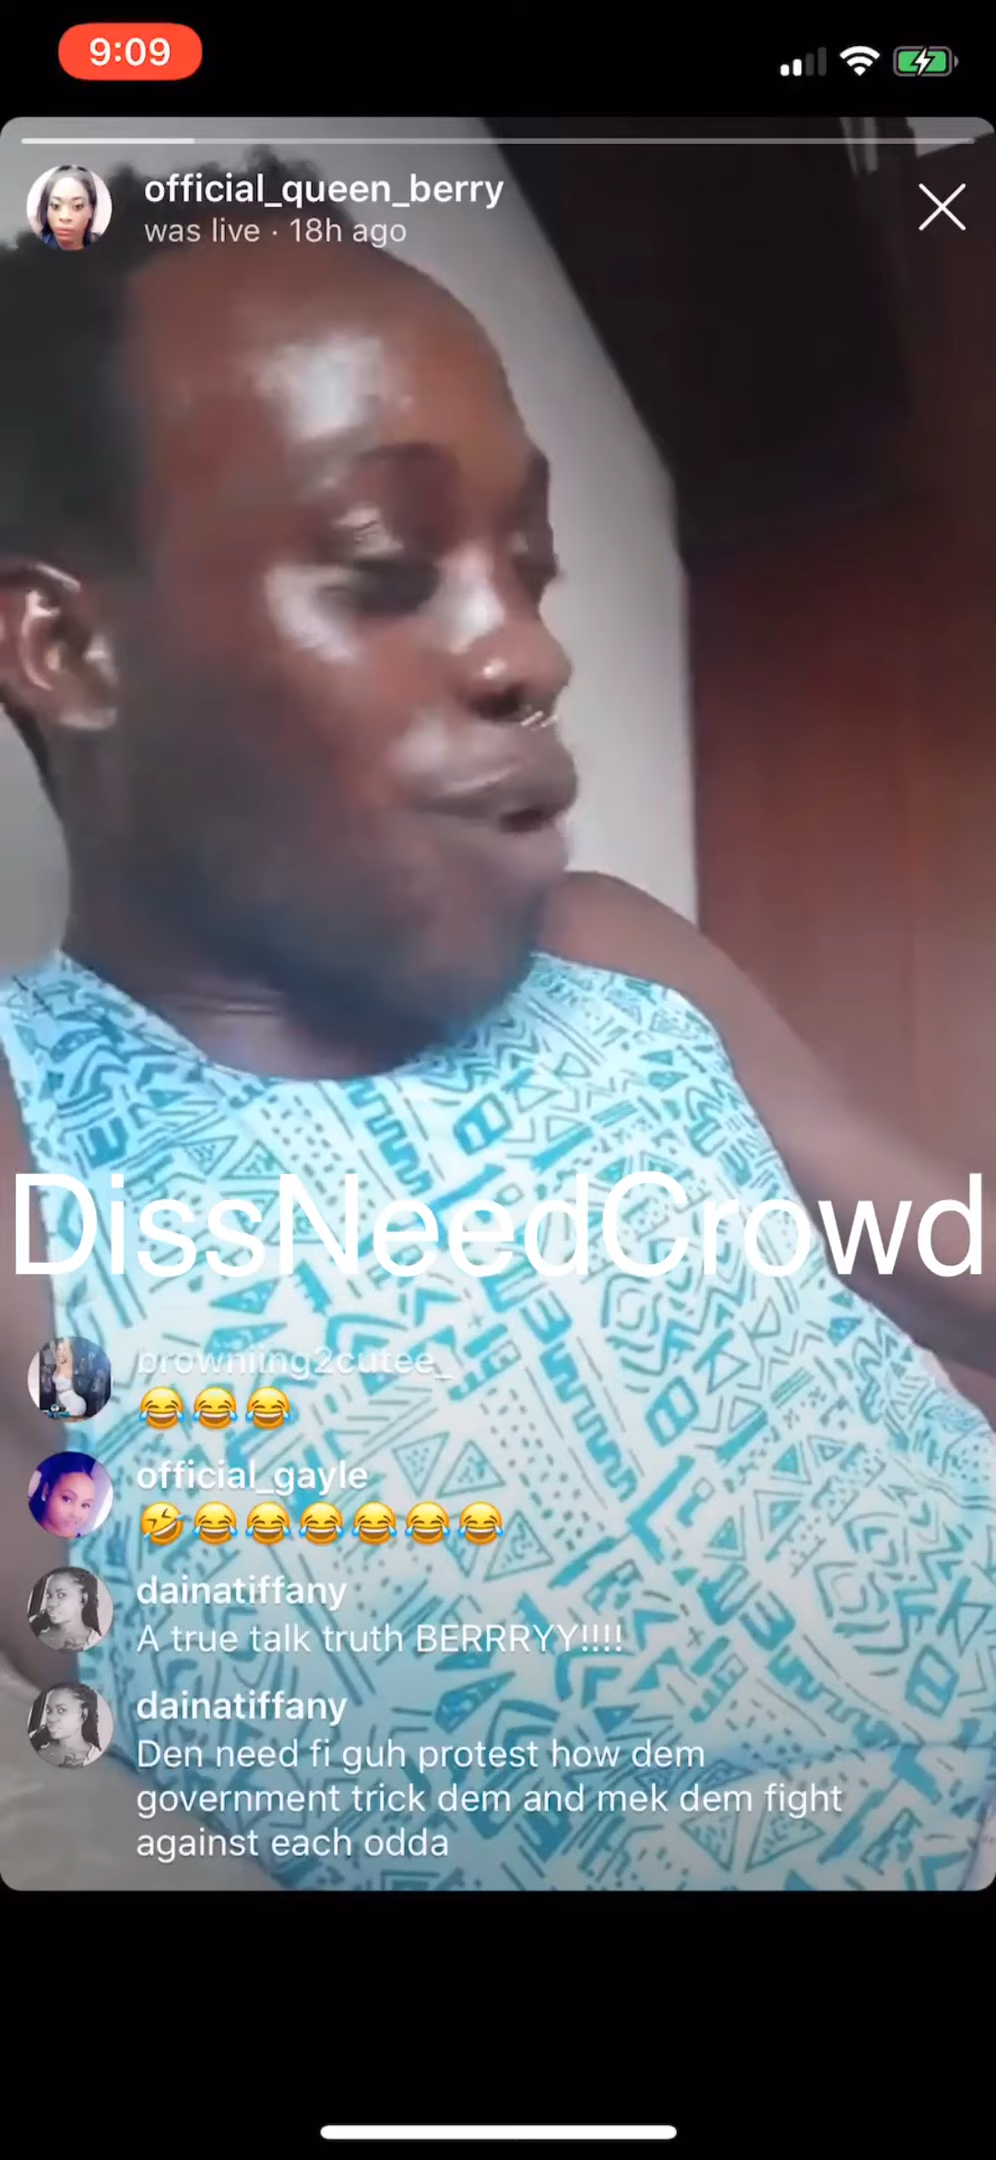 9:09
official_queen_berry
was live · 18h ago
DissNeedCrowd
browniing2cutee_
😂😂😂
official_gayle
🤣😂😂😂😂😂😂
dainatiffany
A true talk truth BERRRYY!!!!
dainatiffany
Den need fi guh protest how dem
government trick dem and mek dem fight
against each odda